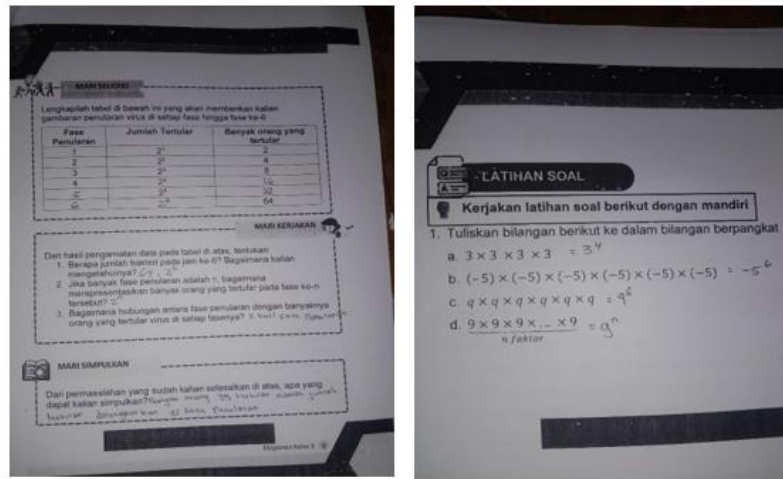 MARI SELIDIKI
Lengkapilah tabel di bawah ini yang akan memberikan kalian
gambaran penularan virus di setiap fase hingga fase ke-6
Fase Penularan Jumlah Tertular Banyak orang yang tertular
1 2¹ 2
2 2² 4
3 2³ 8
4 2⁴ 16
5 2⁵ 32
6 2⁶ 64
MARI KERJAKAN
Dari hasil pengamatan data pada tabel di atas, tentukan:
1. Berapa jumlah bakteri pada jam ke-6? Bagaimana kalian
mengetahuinya?
2. Jika banyak fase penularan adalah n, bagaimana
merepresentasikan banyak orang yang tertular pada fase ke-n
tersebut? 2ⁿ
3. Bagaimana hubungan antara fase penularan dengan banyaknya
orang yang tertular virus di setiap fasenya?
MARI SIMPULKAN
Dari permasalahan yang sudah kalian selesaikan di atas, apa yang
dapat kalian simpulkan?
LATIHAN SOAL
Kerjakan latihan soal berikut dengan mandiri
1. Tuliskan bilangan berikut ke dalam bilangan berpangkat
a. 3 × 3 × 3 × 3 = 3⁴
b. (−5) × (−5) × (−5) × (−5) × (−5) × (−5) = −5⁶
c. q × q × q × q × q × q = q⁶
d. 9 × 9 × 9 × ... × 9 = 9ⁿ
n faktor